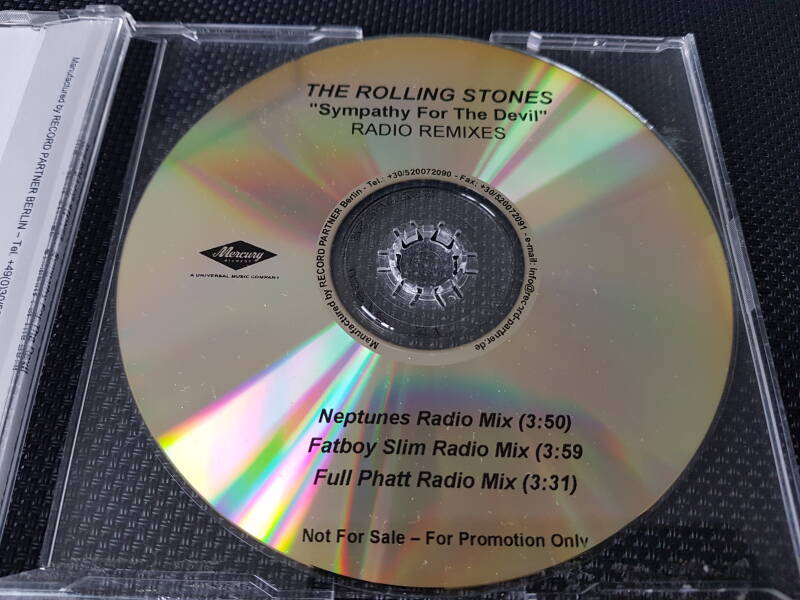 THE ROLLING STONES
"Sympathy For The Devil"
RADIO REMIXES
Manufactured by RECORD PARTNER Berlin - Tel.: +30/520072090 - Fax: +30/520072091 - e-mail: info@record-partner.de
Mercury
RECORDS
A UNIVERSAL MUSIC COMPANY
Neptunes Radio Mix (3:50)
Fatboy Slim Radio Mix (3:59
Full Phatt Radio Mix (3:31)
Not For Sale – For Promotion Only
Manufactured by RECORD PARTNER BERLIN – Tel. +49(0)30/52